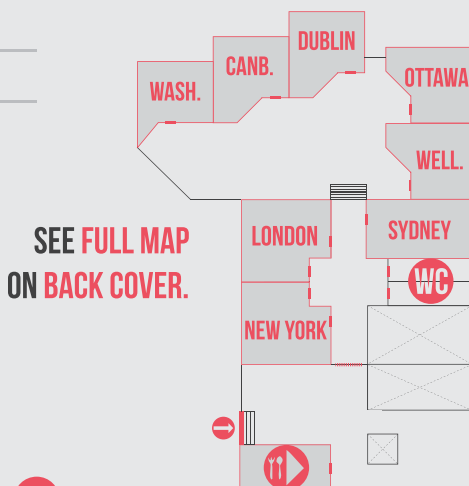 DUBLIN
CANB.
OTTAWA
WASH.
WELL.
SYDNEY
LONDON
SEE FULL MAP
ON BACK COVER.
WC
NEW YORK